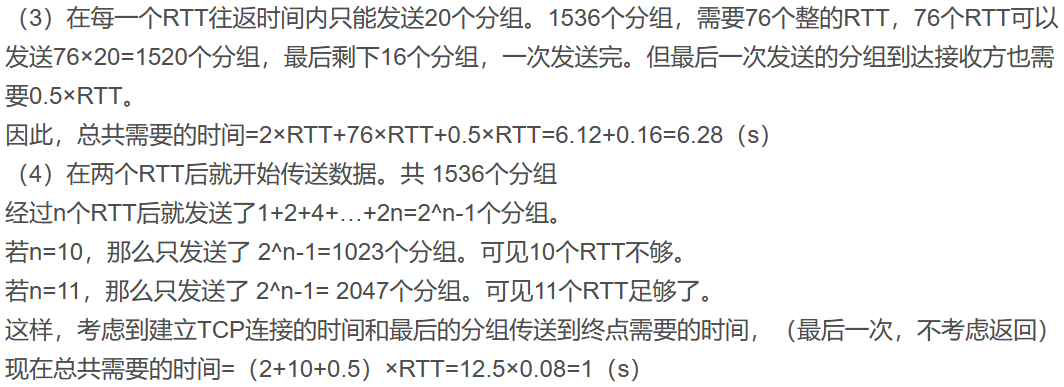 （3）在每一个RTT往返时间内只能发送20个分组。1536个分组，需要76个整的RTT，76个RTT可以
发送76×20=1520个分组，最后剩下16个分组，一次发送完。但最后一次发送的分组到达接收方也需
要0.5×RTT。
因此，总共需要的时间=2×RTT+76×RTT+0.5×RTT=6.12+0.16=6.28（s）
（4）在两个RTT后就开始传送数据。共 1536个分组
经过n个RTT后就发送了1+2+4+…+2n=2^n-1个分组。
若n=10，那么只发送了 2^n-1=1023个分组。可见10个RTT不够。
若n=11，那么只发送了 2^n-1= 2047个分组。可见11个RTT足够了。
这样，考虑到建立TCP连接的时间和最后的分组传送到终点需要的时间，（最后一次，不考虑返回）
现在总共需要的时间=（2+10+0.5）×RTT=12.5×0.08=1（s）